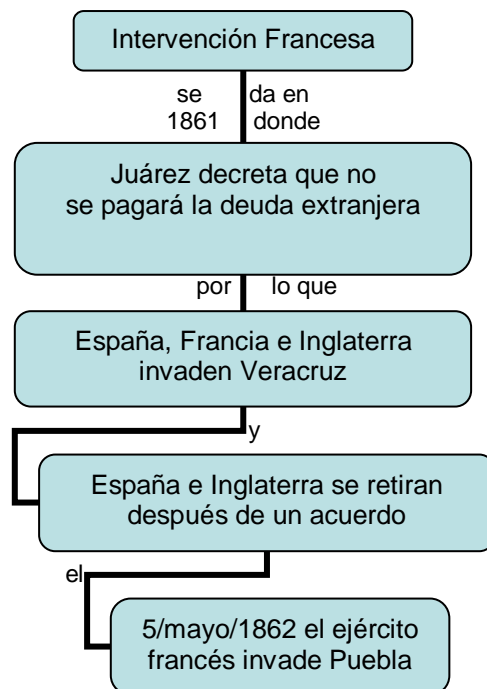 Intervención Francesa
se da en
1861 donde
Juárez decreta que no
se pagará la deuda extranjera
por lo que
España, Francia e Inglaterra
invaden Veracruz
y
España e Inglaterra se retiran
después de un acuerdo
el
5/mayo/1862 el ejército
francés invade Puebla